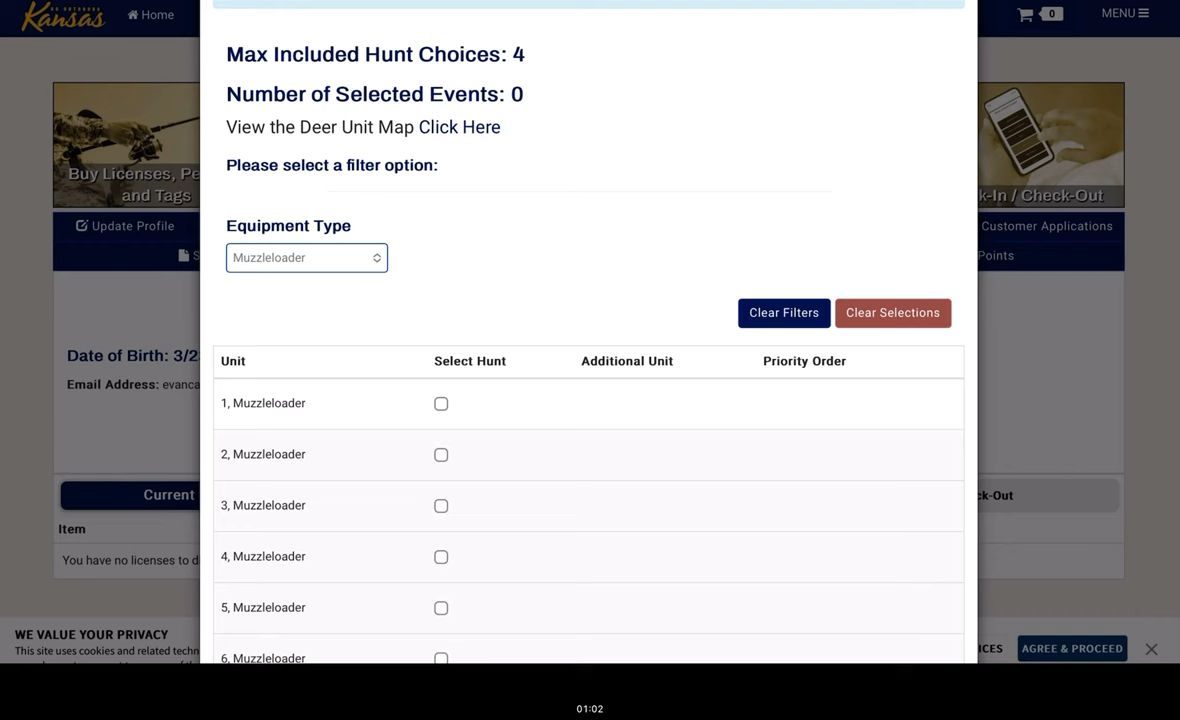 GO OUTDOORS
Kansas
Home
0
MENU
Max Included Hunt Choices: 4
Number of Selected Events: 0
View the Deer Unit Map Click Here
Please select a filter option:
Buy Licenses, Pe
and Tags
k-In / Check-Out
Update Profile
Customer Applications
S
Points
Equipment Type
Muzzleloader
Clear Filters
Clear Selections
Date of Birth: 3/23
Email Address: evanca
Unit
Select Hunt
Additional Unit
Priority Order
1, Muzzleloader
2, Muzzleloader
3, Muzzleloader
4, Muzzleloader
5, Muzzleloader
6, Muzzleloader
Current
ck-Out
Item
You have no licenses to d
WE VALUE YOUR PRIVACY
This site uses cookies and related techn
ICES
AGREE & PROCEED
01:02